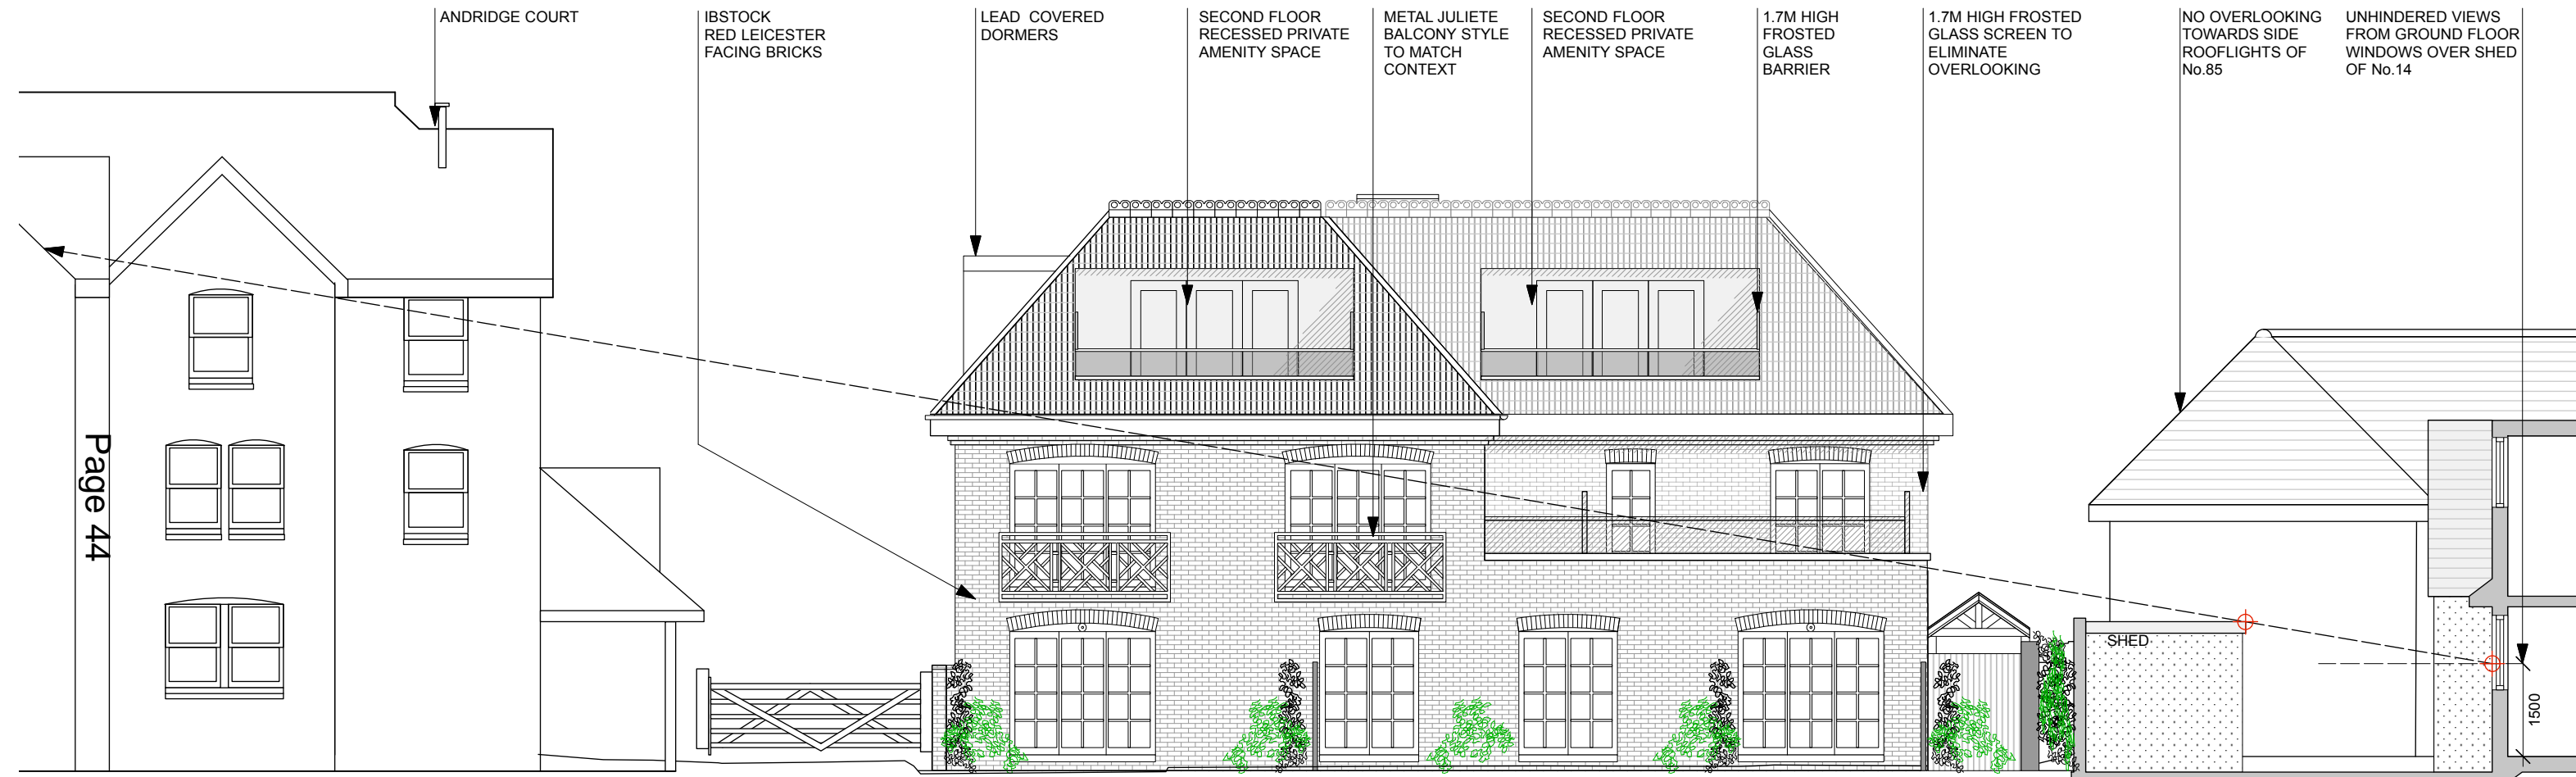 ANDRIDGE COURT
IBSTOCK
RED LEICESTER
FACING BRICKS
LEAD COVERED
DORMERS
SECOND FLOOR
RECESSED PRIVATE
AMENITY SPACE
METAL JULIETE
BALCONY STYLE
TO MATCH
CONTEXT
SECOND FLOOR
RECESSED PRIVATE
AMENITY SPACE
1.7M HIGH
FROSTED
GLASS
BARRIER
1.7M HIGH FROSTED
GLASS SCREEN TO
ELIMINATE
OVERLOOKING
NO OVERLOOKING
TOWARDS SIDE
ROOFLIGHTS OF
No.85
UNHINDERED VIEWS
FROM GROUND FLOOR
WINDOWS OVER SHED
OF No.14
Page 44
SHED
1500